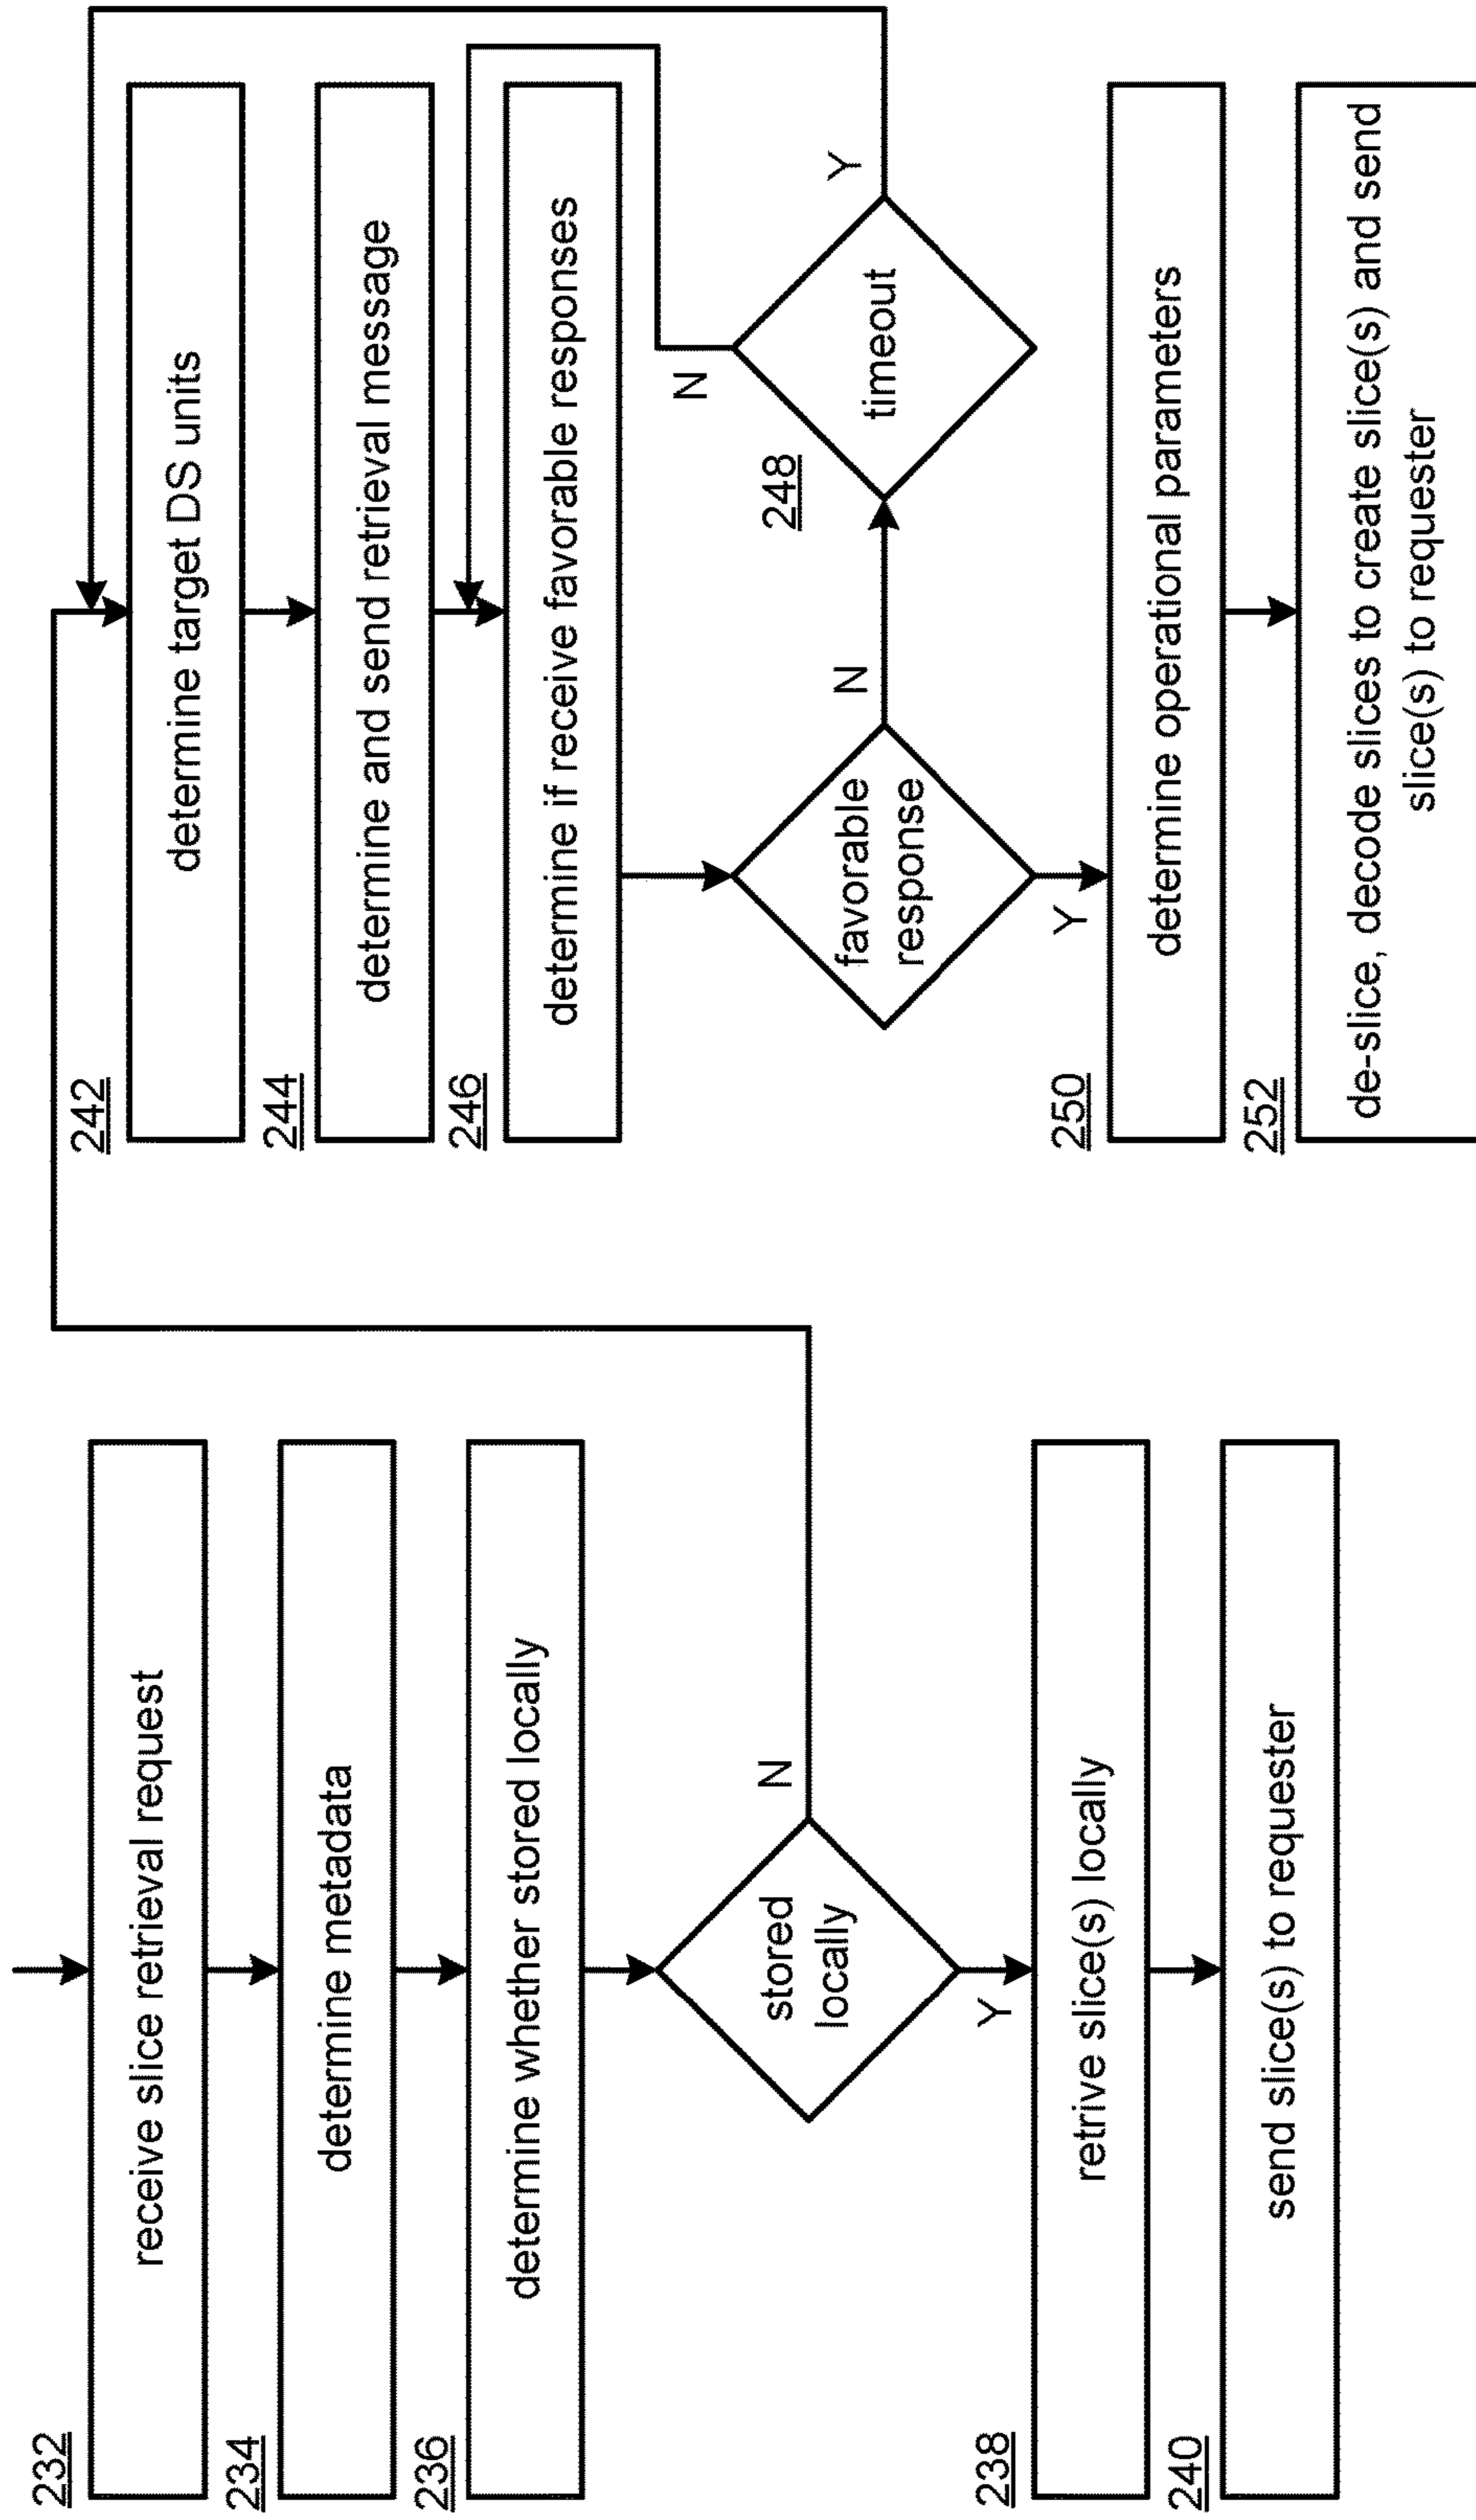 232
receive slice retrieval request
234
determine metadata
236
determine whether stored locally
stored
locally
N
Y
238
retrive slice(s) locally
240
send slice(s) to requester
242
determine target DS units
244
determine and send retrieval message
246
determine if receive favorable responses
favorable
response
N
Y
248
timeout
N
Y
250
determine operational parameters
252
de-slice, decode slices to create slice(s) and send
slice(s) to requester